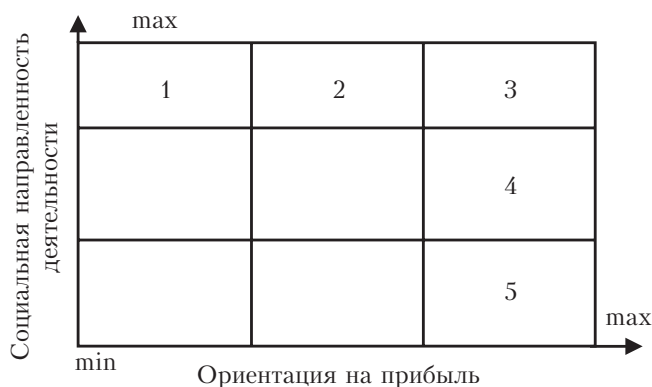 max
Социальная направленность
деятельности
1 2 3
4
5
max
min
Ориентация на прибыль